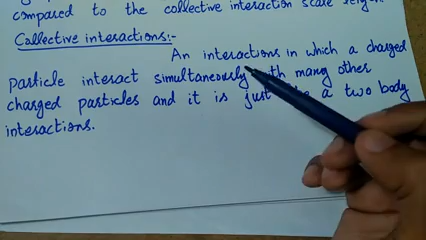 compared to the collective interaction scale
Collective interactions:-
An interactions in which a charged
particle interact simultaneously with many other
charged particles and it is just a two body
interactions.